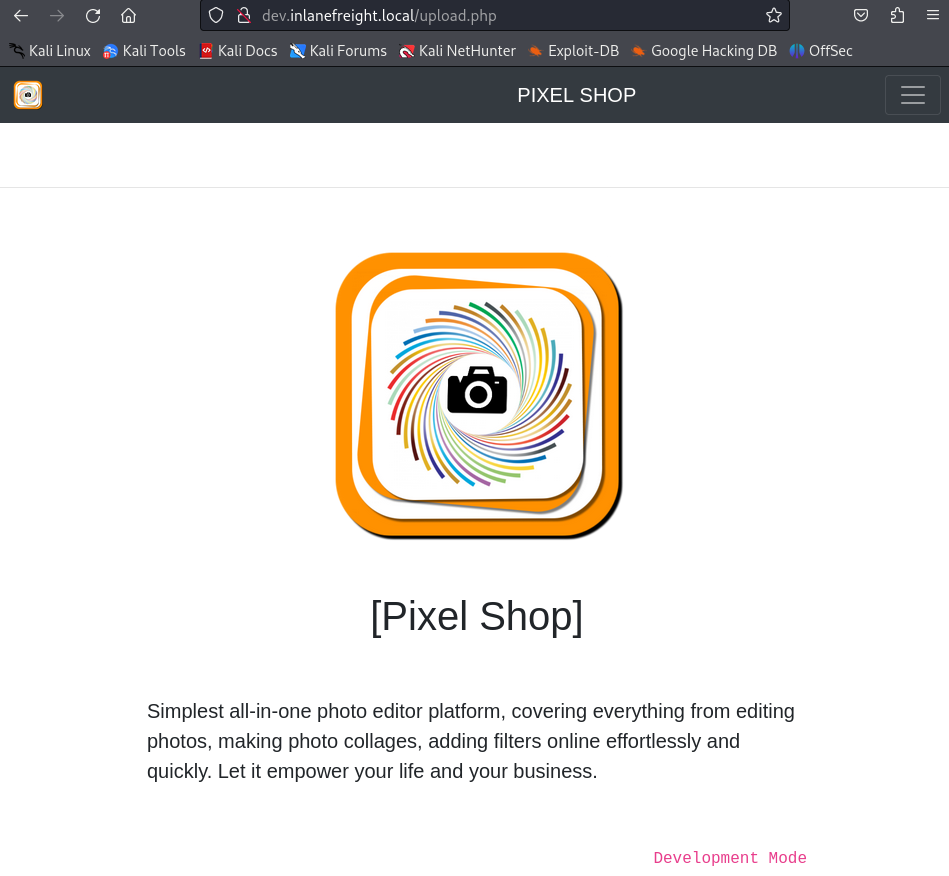 dev.inlanefreight.local/upload.php
Kali Linux Kali Tools Kali Docs Kali Forums Kali NetHunter Exploit-DB Google Hacking DB OffSec
PIXEL SHOP
[Pixel Shop]
Simplest all-in-one photo editor platform, covering everything from editing
photos, making photo collages, adding filters online effortlessly and
quickly. Let it empower your life and your business.
Development Mode